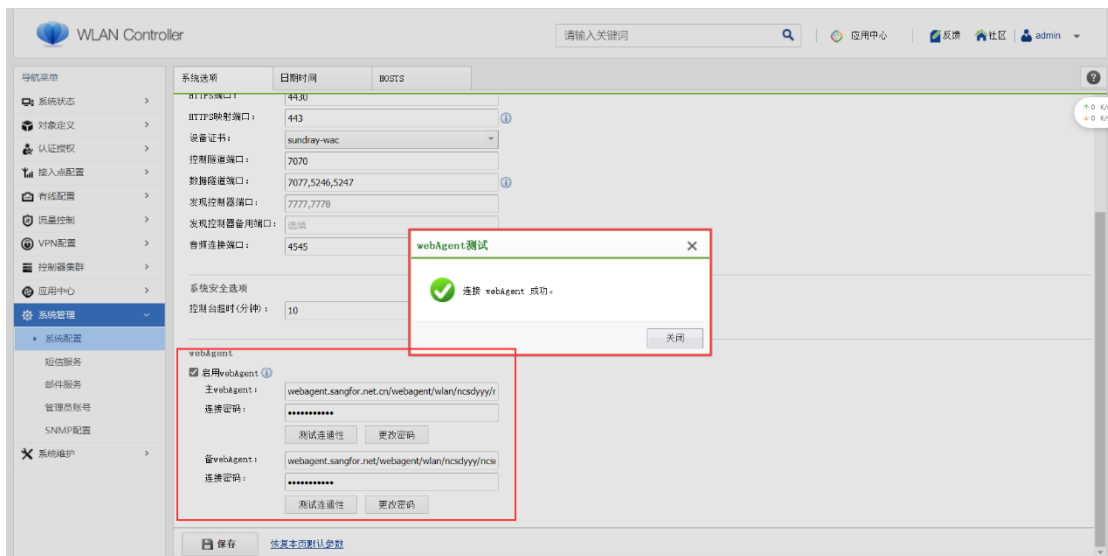 WLAN Controller
请输入关键词
应用中心
反馈
社区
admin
导航菜单
系统状态
对象定义
认证授权
接入点配置
有线配置
流量控制
VPN配置
控制器集群
应用中心
系统管理
系统配置
短信服务
邮件服务
管理员账号
SNMP配置
系统维护
系统选项 日期时间 HOSTS
HTTPS端口: 4430
HTTPS映射端口: 443
设备证书: sundray-wac
控制隧道端口: 7070
数据隧道端口: 7077,5246,5247
发现控制器端口: 7777,7778
发现控制器备用端口: 选填
音频连接端口: 4545
系统安全选项
控制台超时(分钟): 10
webAgent
启用webAgent
主webAgent: webagent.sangfor.net.cn/webagent/wlan/ncsdyyy/r
连接密码: •••••••••••
测试连通性 更改密码
备webAgent: webagent.sangfor.net/webagent/wlan/ncsdyyy/ncs
连接密码: •••••••••••
测试连通性 更改密码
保存 恢复本页默认参数
webAgent测试
连接 webAgent 成功。
关闭
↑0 K/
↓0 K/